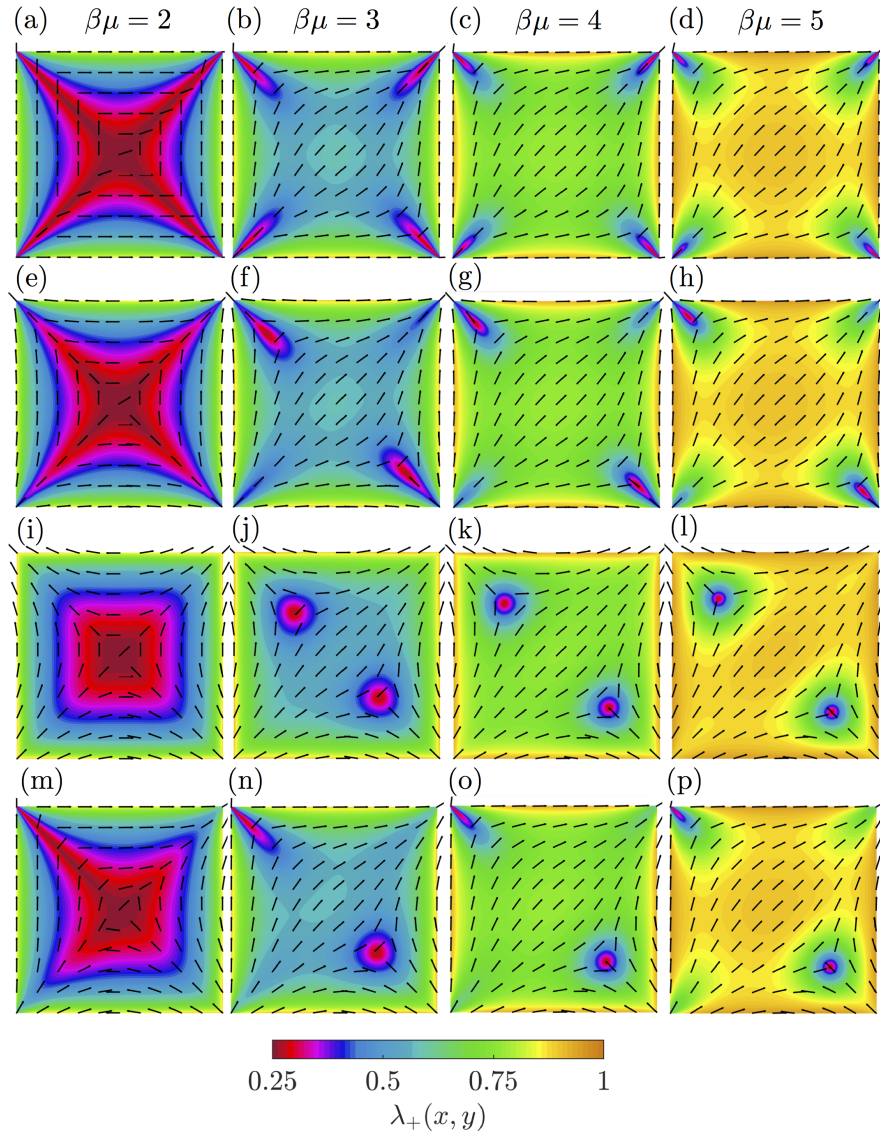 (a) βμ = 2 (b) βμ = 3 (c) βμ = 4 (d) βμ = 5
(e) (f) (g) (h)
(i) (j) (k) (l)
(m) (n) (o) (p)
0.25 0.5 0.75 1
λ₊(x, y)